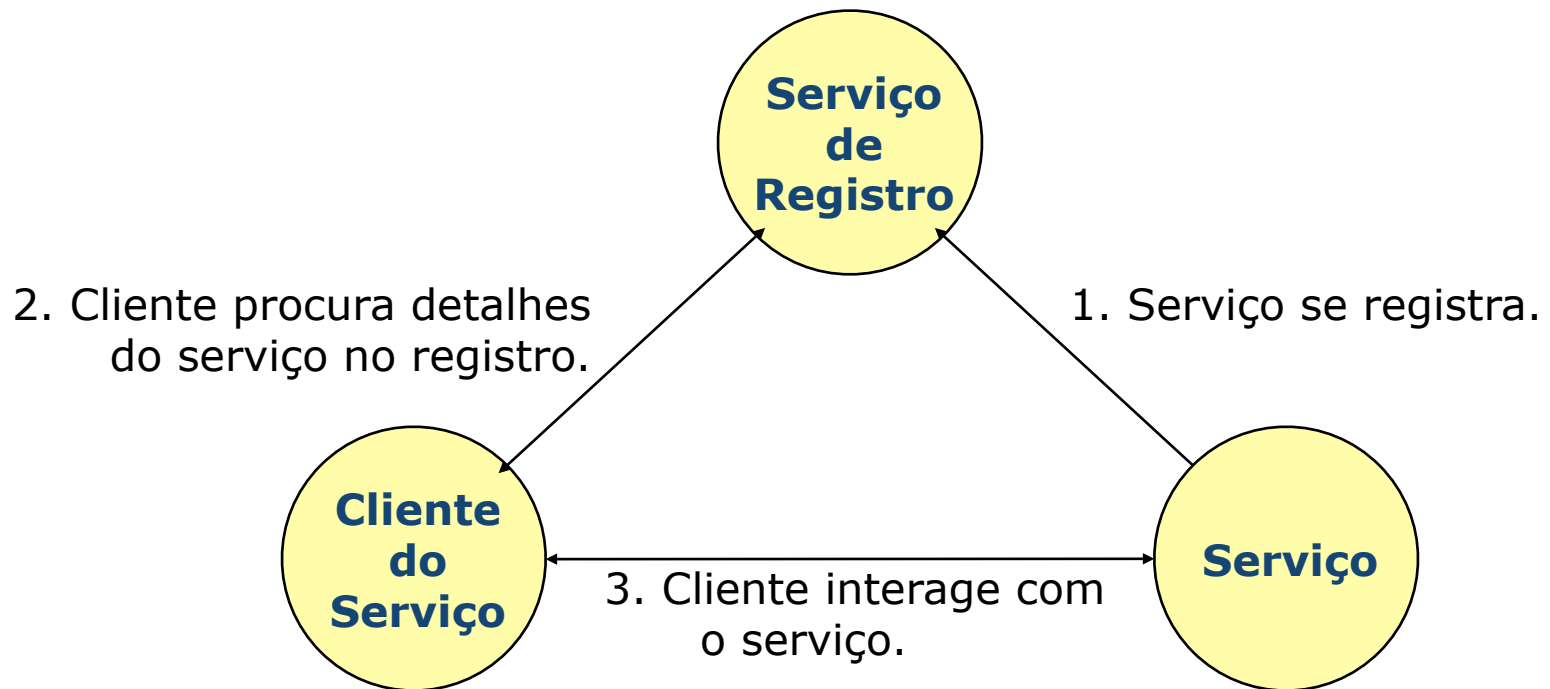 Serviço
de
Registro
2. Cliente procura detalhes
do serviço no registro.
1. Serviço se registra.
Cliente
do
Serviço
3. Cliente interage com
o serviço.
Serviço